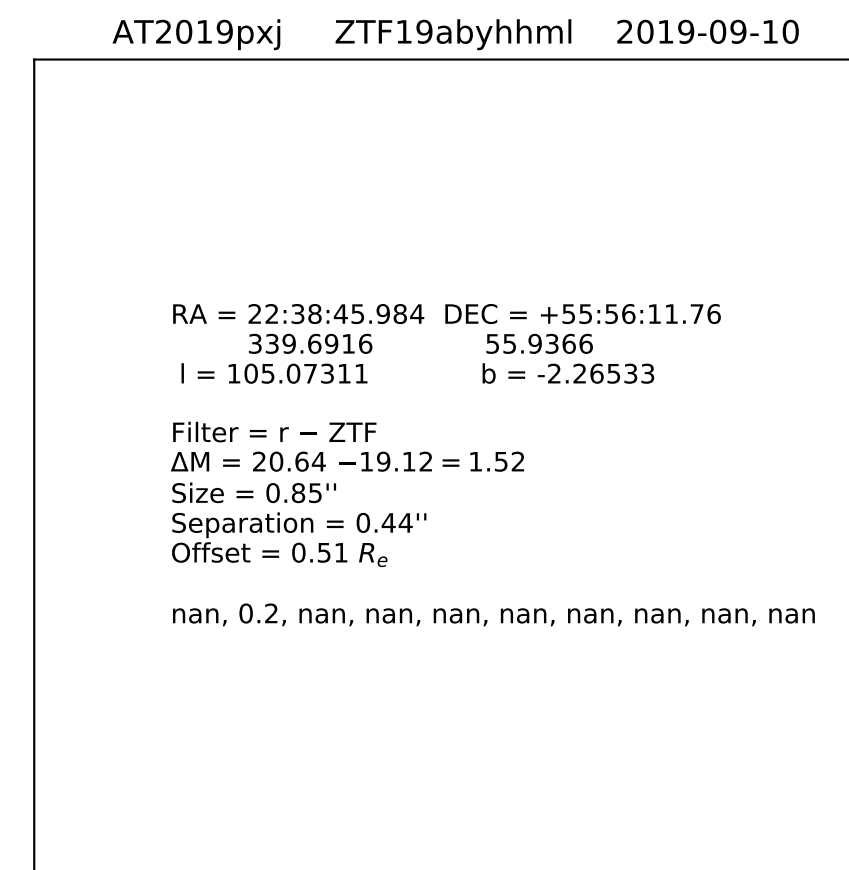 AT2019pxj ZTF19abyhhml 2019-09-10
RA = 22:38:45.984 DEC = +55:56:11.76
339.6916 55.9366
l = 105.07311 b = -2.26533
Filter = r − ZTF
ΔM = 20.64 −19.12 = 1.52
Size = 0.85''
Separation = 0.44''
Offset = 0.51 Re
nan, 0.2, nan, nan, nan, nan, nan, nan, nan, nan